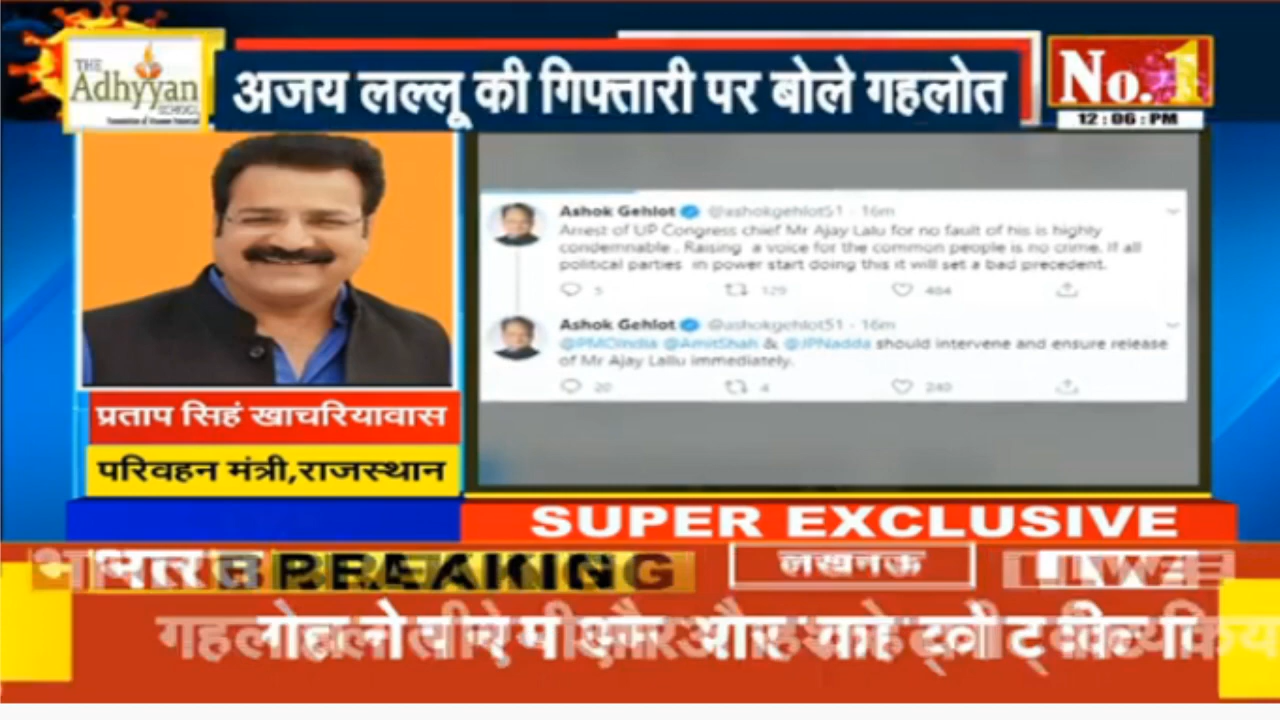 THE
Adhyyan
SCHOOL
अजय लल्लू की गिफ्तारी पर बोले गहलोत
No.1
12 : 06 : PM
Ashok Gehlot @ashokgehlot51 · 16m
Arrest of UP Congress chief Mr Ajay Lalu for no fault of his is highly
condemnable . Raising a voice for the common people is no crime. If all
political parties in power start doing this it will set a bad precedent.
5 129 484
Ashok Gehlot @ashokgehlot51 · 16m
@PMOIndia @AmitShah & @JPNadda should intervene and ensure release
of Mr Ajay Lallu immediately.
20 4 240
प्रताप सिहं खाचरियावास
परिवहन मंत्री,राजस्थान
SUPER EXCLUSIVE
BREAKING
लखनऊ
LIVE